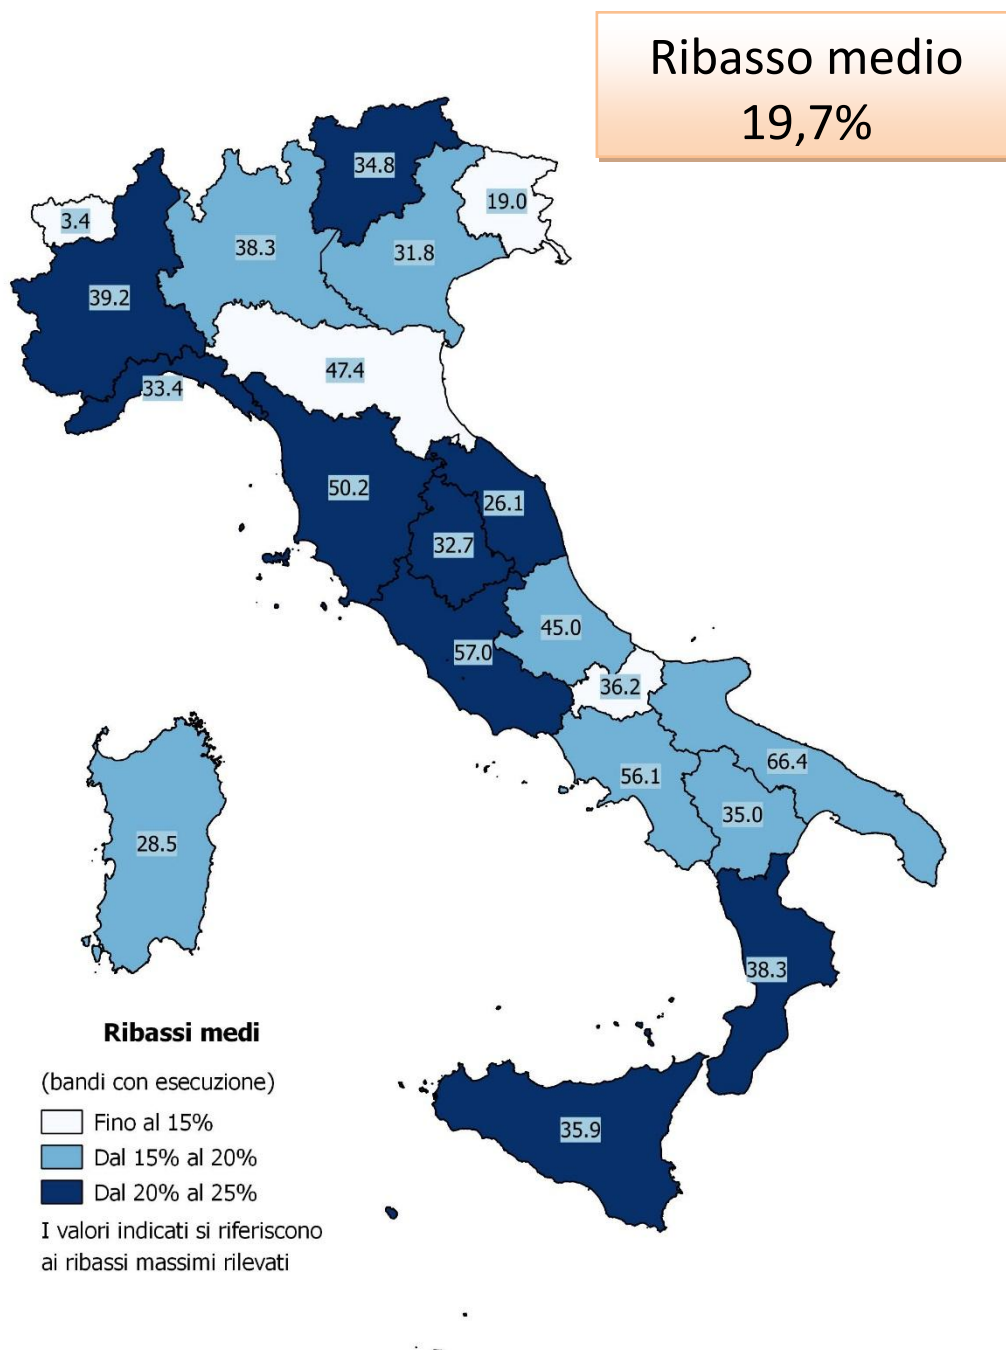 Ribasso medio
19,7%
34.8
19.0
3.4
38.3
31.8
39.2
47.4
33.4
50.2
26.1
32.7
45.0
57.0
36.2
66.4
56.1
35.0
28.5
38.3
35.9
Ribassi medi
(bandi con esecuzione)
Fino al 15%
Dal 15% al 20%
Dal 20% al 25%
I valori indicati si riferiscono
ai ribassi massimi rilevati